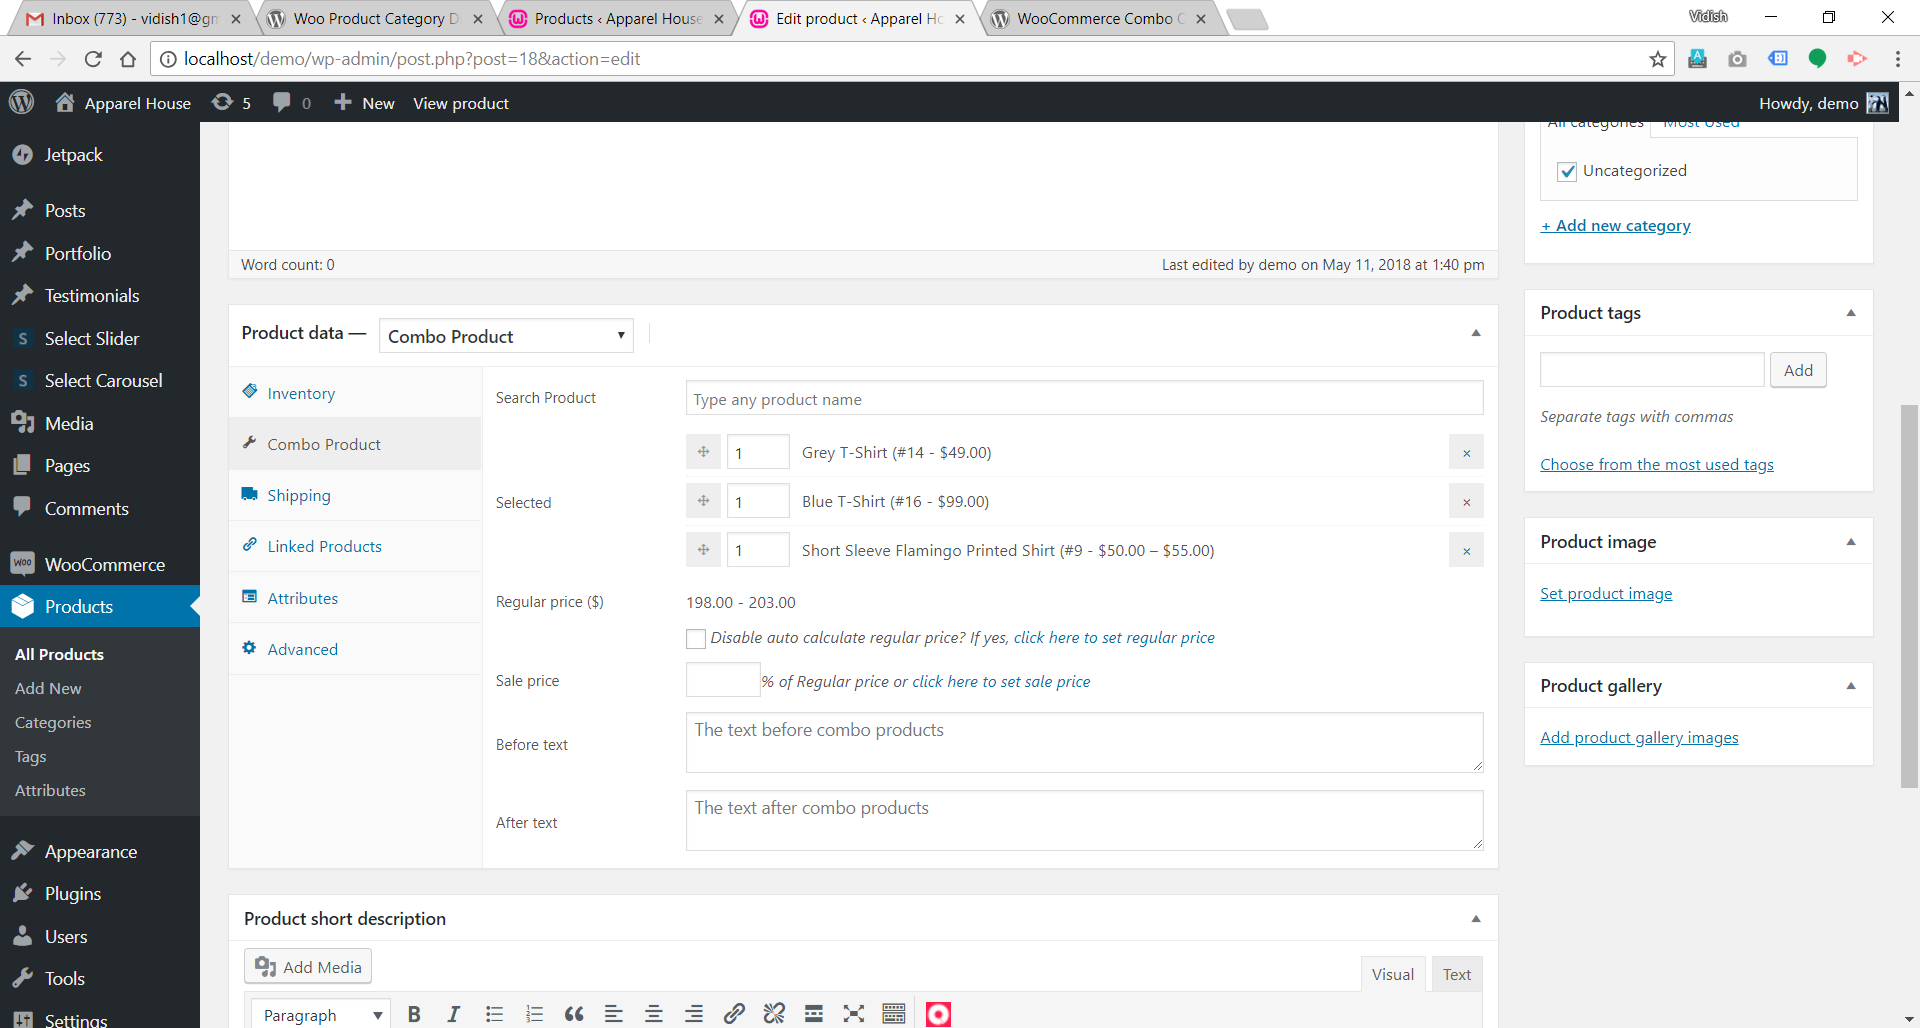 Inbox (773) - vidish1@gm
Woo Product Category D
Products ‹ Apparel House
Edit product ‹ Apparel Ho
WooCommerce Combo
Vidish
localhost/demo/wp-admin/post.php?post=18&action=edit
Apparel House
5
0
New
View product
Howdy, demo
Jetpack
Posts
Portfolio
Testimonials
S Select Slider
S Select Carousel
Media
Pages
Comments
Woo WooCommerce
Products
All Products
Add New
Categories
Tags
Attributes
Appearance
Plugins
Users
Tools
Settings
Word count: 0
Last edited by demo on May 11, 2018 at 1:40 pm
Product data —
Combo Product
Inventory
Combo Product
Shipping
Linked Products
Attributes
Advanced
Search Product
Type any product name
1 Grey T-Shirt (#14 - $49.00) ×
Selected
1 Blue T-Shirt (#16 - $99.00) ×
1 Short Sleeve Flamingo Printed Shirt (#9 - $50.00 – $55.00) ×
Regular price ($)
198.00 - 203.00
Disable auto calculate regular price? If yes, click here to set regular price
Sale price
% of Regular price or click here to set sale price
Before text
The text before combo products
After text
The text after combo products
Product short description
Add Media
Visual
Text
Paragraph
B I
All categories
Most Used
Uncategorized
+ Add new category
Product tags
Add
Separate tags with commas
Choose from the most used tags
Product image
Set product image
Product gallery
Add product gallery images